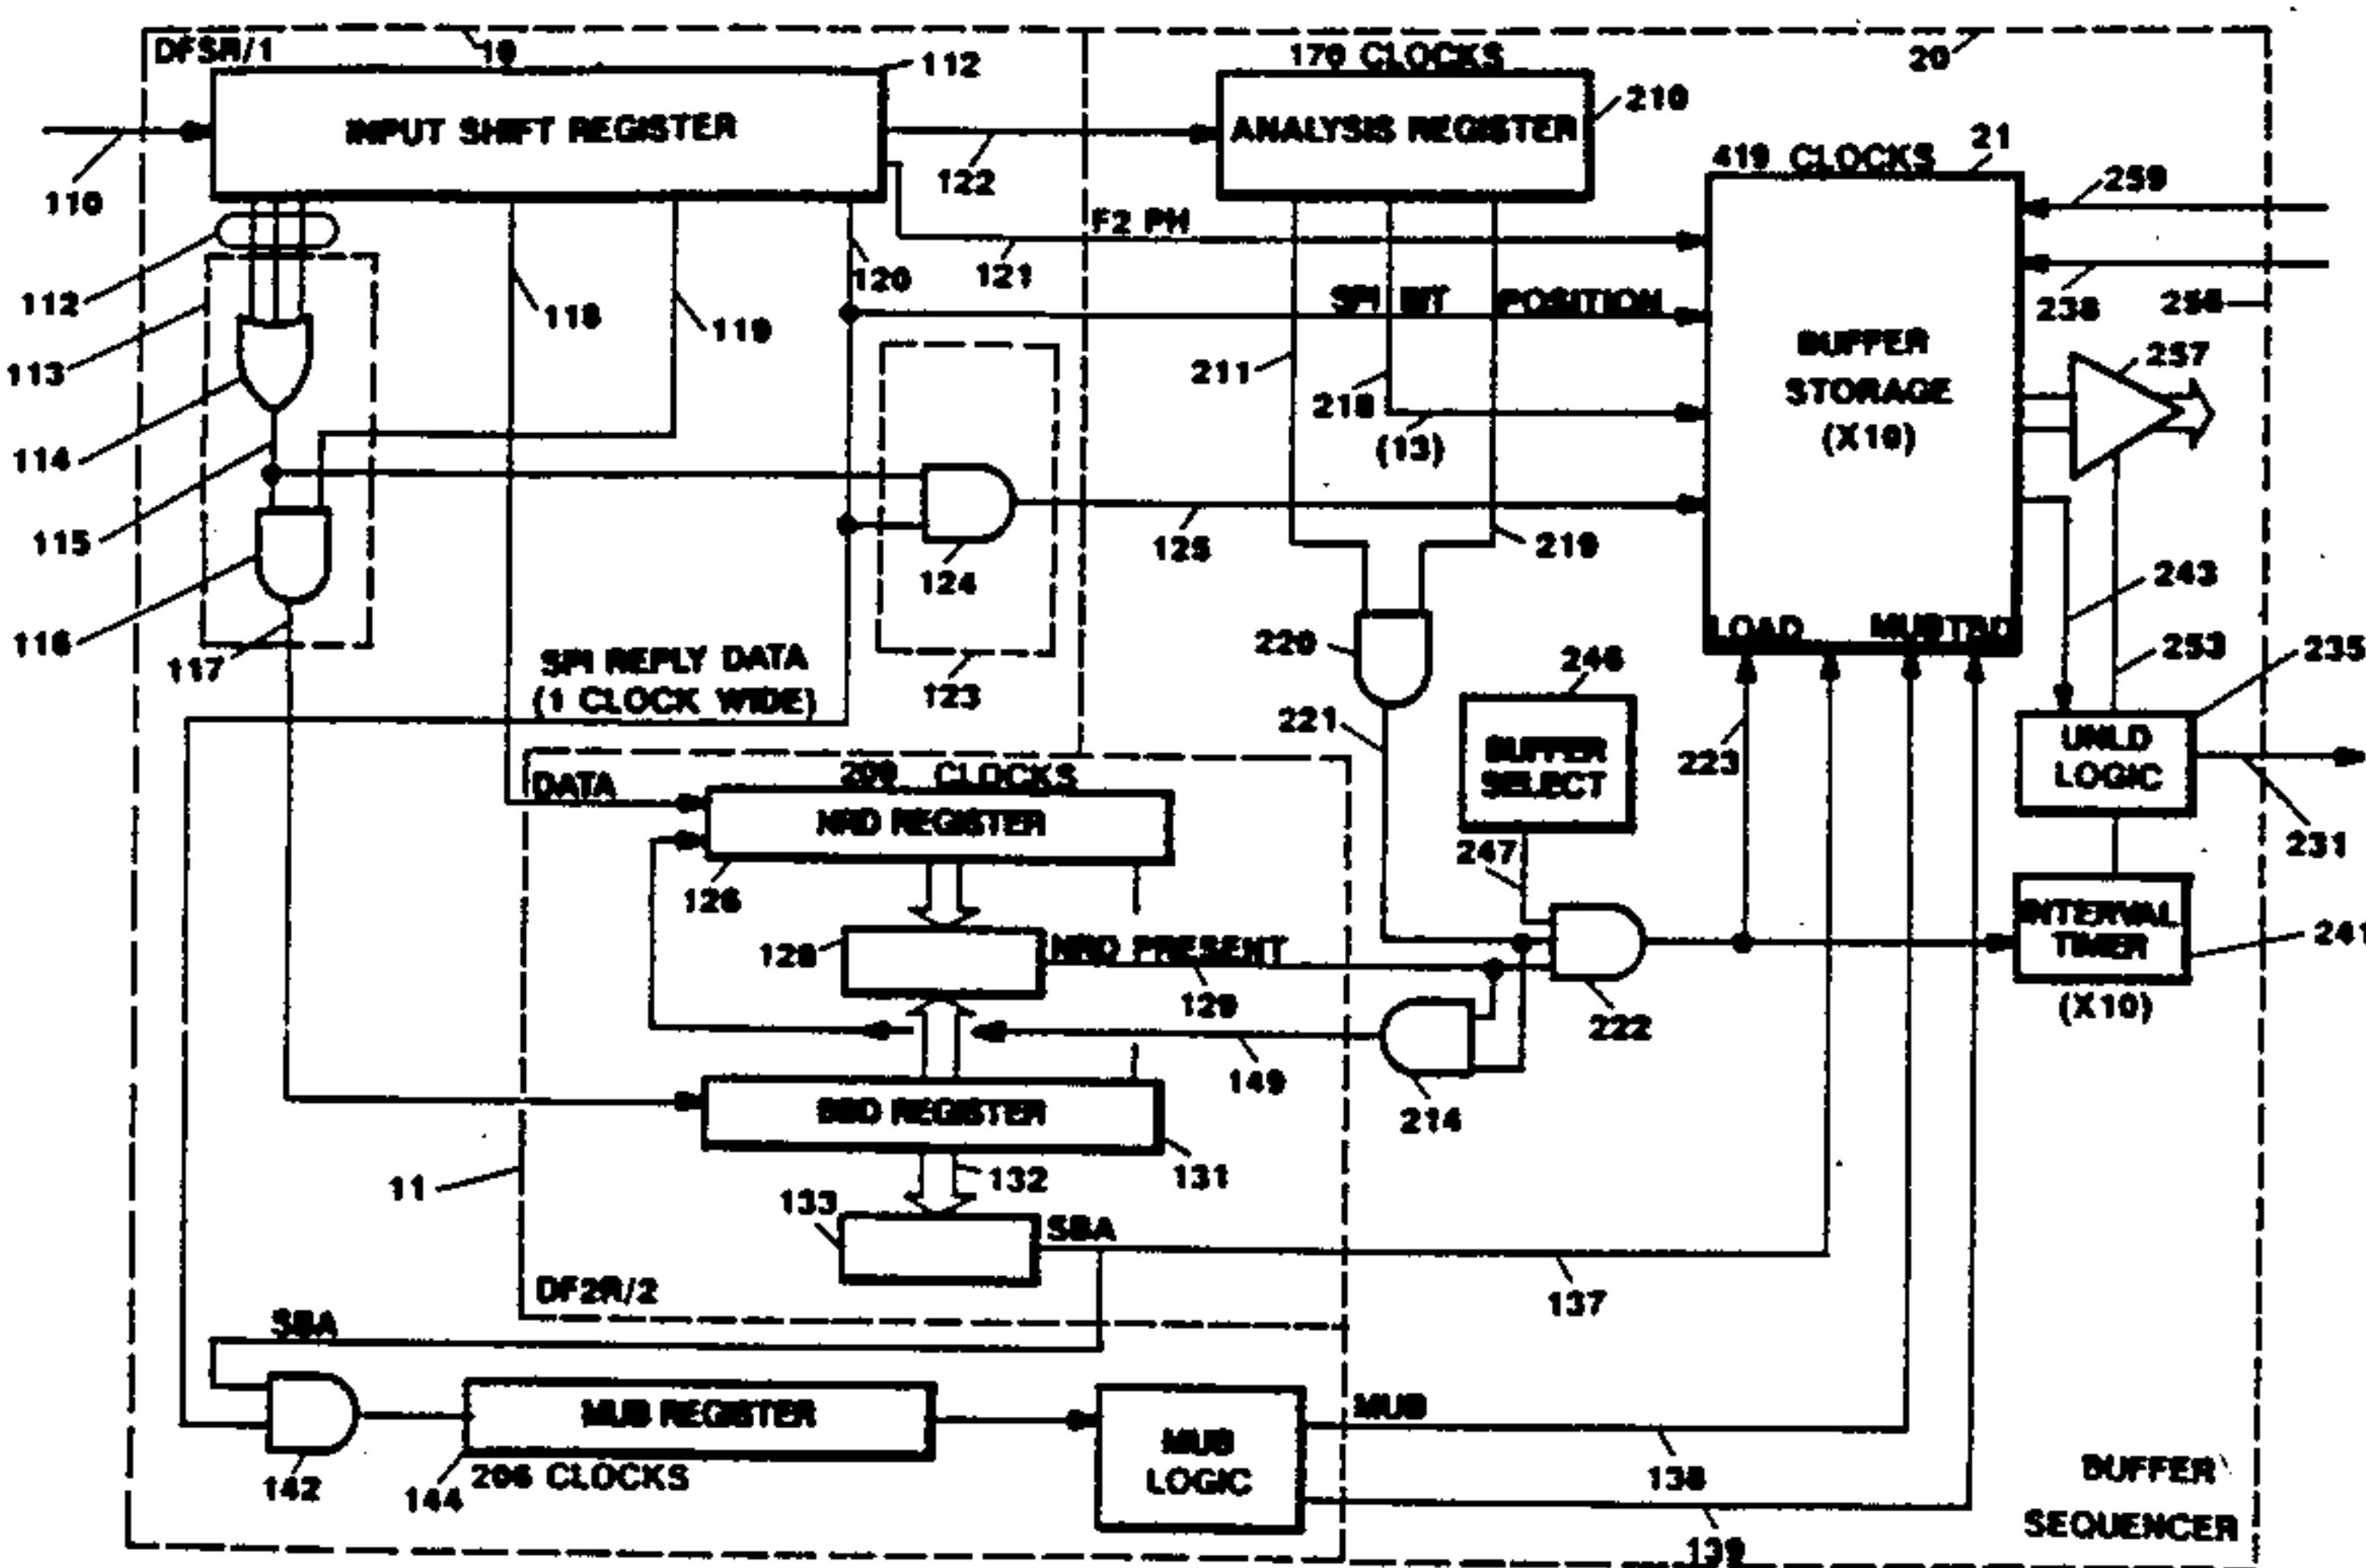 DFSR/1
10
112
170 CLOCKS
20
INPUT SHIFT REGISTER
ANALYSIS REGISTER
210
110
122
419 CLOCKS
21
259
F2 PH
121
120
238
256
112
118
119
SPI BIT POSITION
BUFFER
STORAGE
(X10)
257
113
211
218
(13)
114
115
124
125
219
243
116
117
220
LOAD
MUB
TBD
253
235
SPI REPLY DATA
(1 CLOCK WIDE)
123
246
221
BUFFER
SELECT
223
UNLD
LOGIC
231
DATA
CLOCKS
NRD REGISTER
126
247
INTERVAL
TIMER
241
(X10)
128
NRD PRESENT
129
222
149
214
REGISTER
131
11
132
133
SBA
137
DF2R/2
SBA
142
144
MUB REGISTER
206 CLOCKS
MUB
LOGIC
MUB
138
139
BUFFER
SEQUENCER